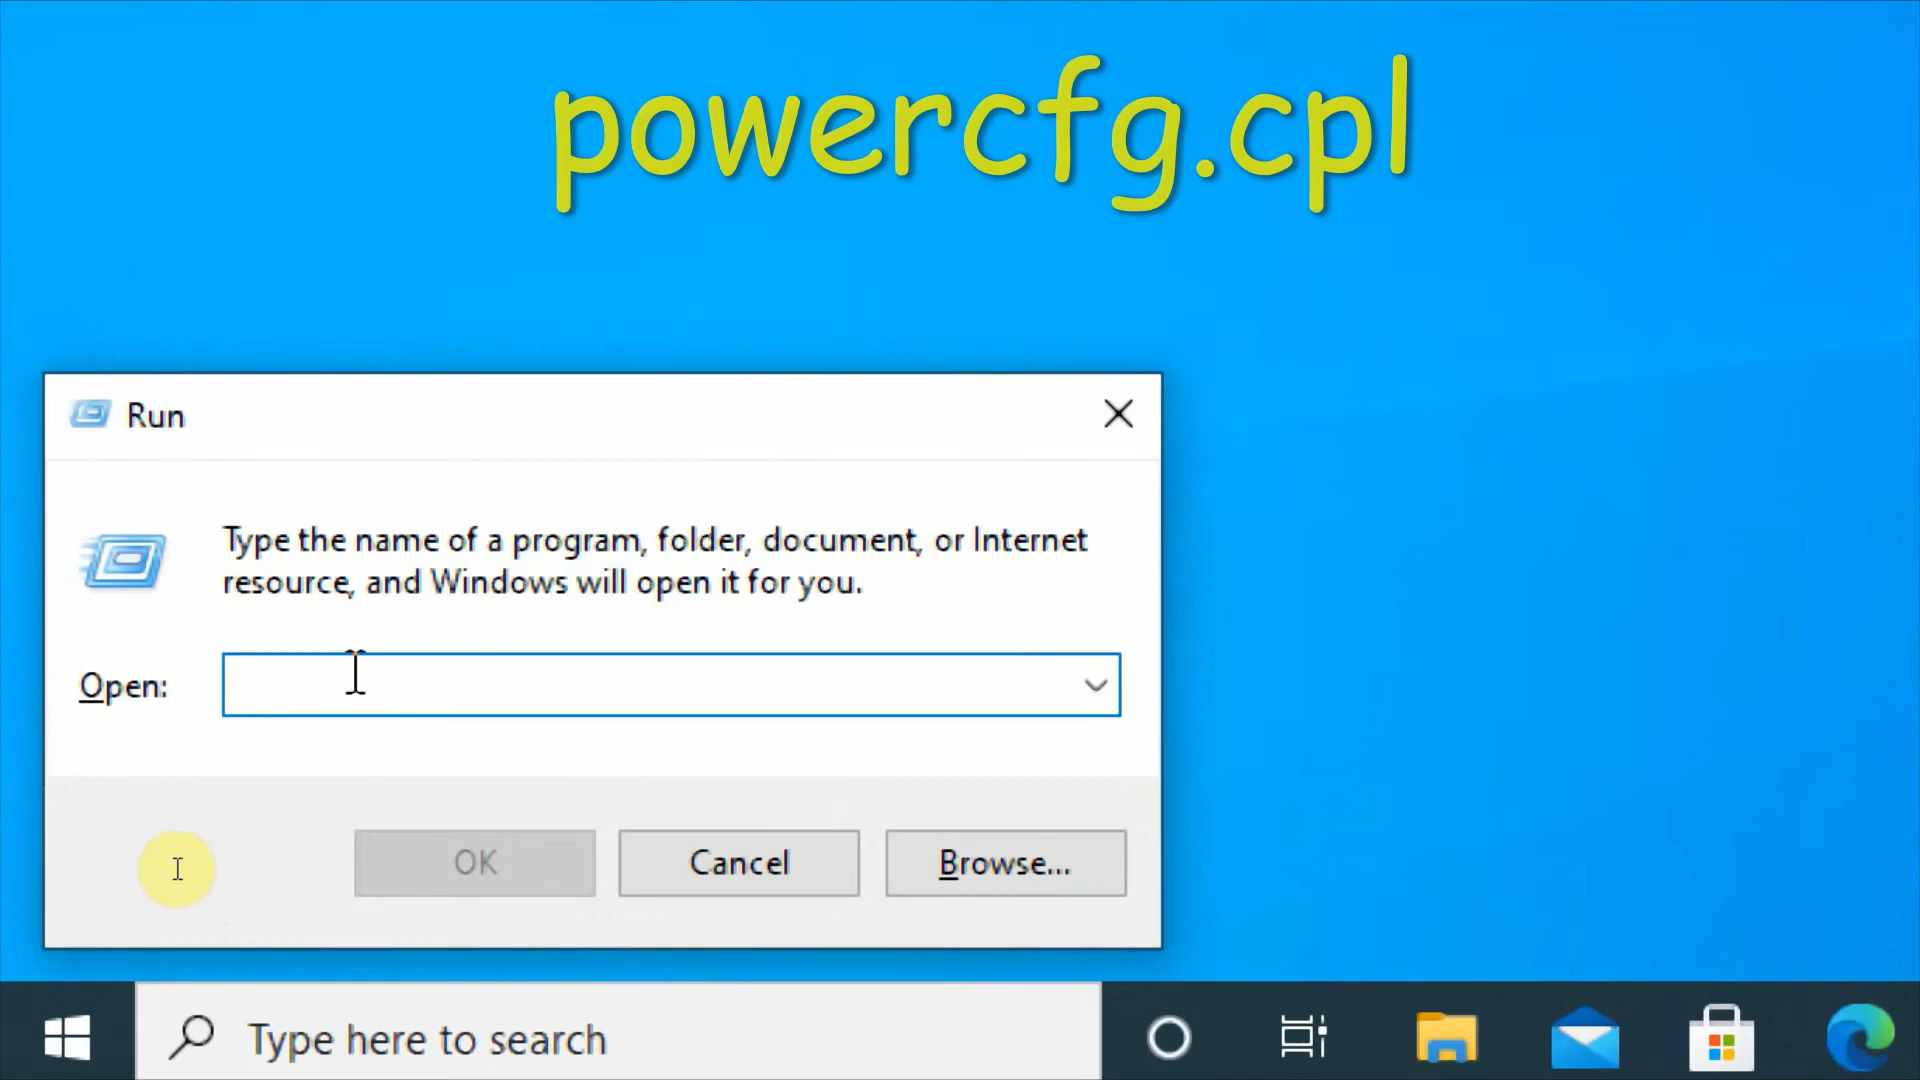 powercfg.cpl
Run
Type the name of a program, folder, document, or Internet
resource, and Windows will open it for you.
Open:
OK
Cancel
Browse...
Type here to search